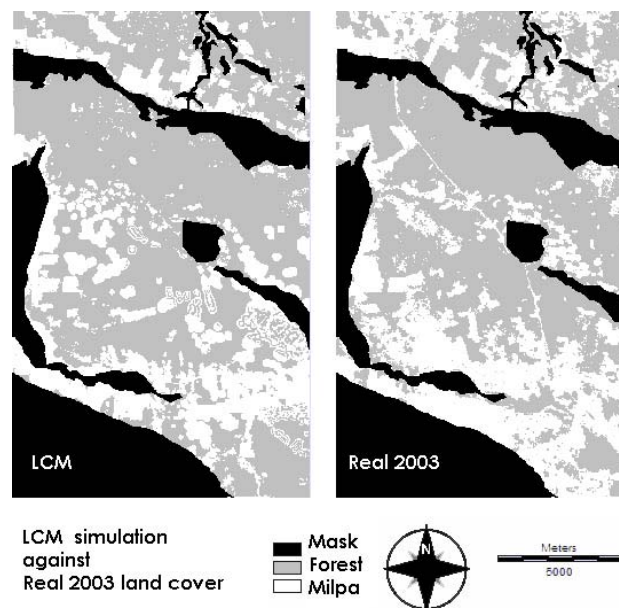 LCM
Real 2003
LCM simulation
against
Real 2003 land cover
Mask
Forest
Milpa
N
Meters
5000